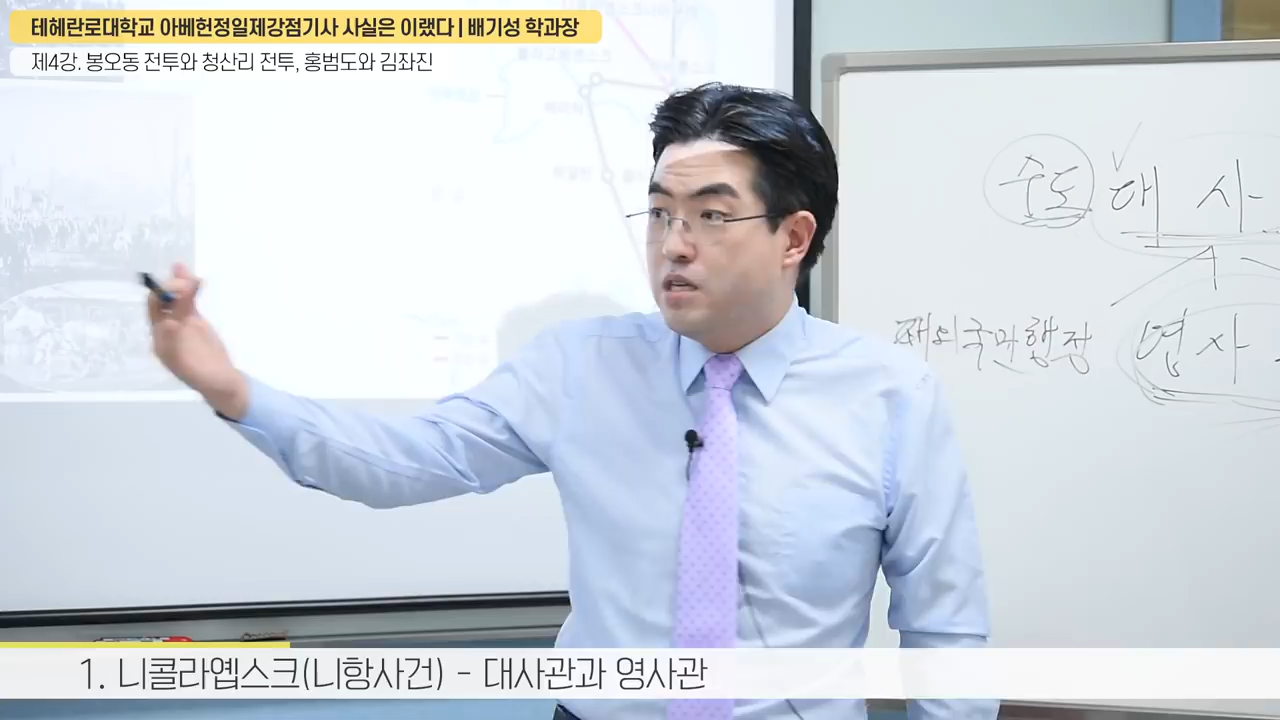 테헤란로대학교 아베헌정일제강점기사 사실은 이랬다 | 배기성 학과장
제4강. 봉오동 전투와 청산리 전투, 홍범도와 김좌진
수도 대 사
재외국민행정 영사
1. 니콜라옙스크(니항사건) - 대사관과 영사관